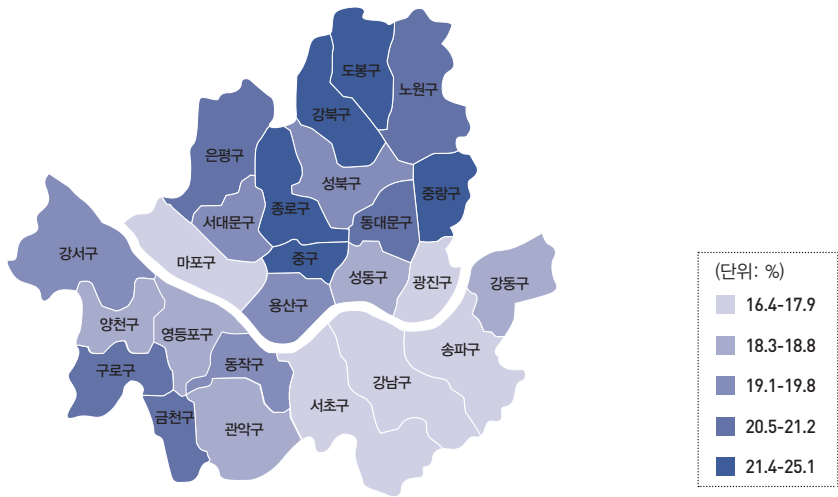 도봉구
노원구
강북구
은평구
성북구
중랑구
종로구
서대문구
동대문구
강서구
마포구
중구
성동구
광진구
강동구
용산구
양천구
영등포구
송파구
동작구
구로구
강남구
서초구
금천구
관악구
(단위: %)
16.4-17.9
18.3-18.8
19.1-19.8
20.5-21.2
21.4-25.1